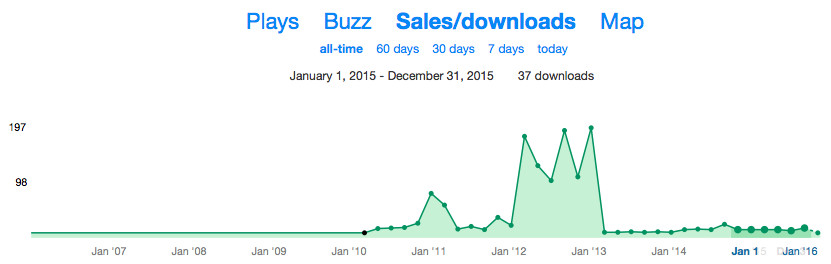 Plays Buzz Sales/downloads Map
all-time 60 days 30 days 7 days today
January 1, 2015 - December 31, 2015 37 downloads
197
98
Jan '07 Jan '08 Jan '09 Jan '10 Jan '11 Jan '12 Jan '13 Jan '14 Jan 15 Jan '16